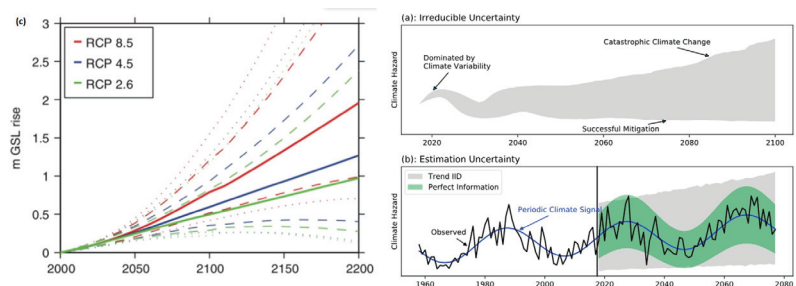 (c)
3
2.5
2
1.5
1
0.5
0
m GSL rise
RCP 8.5
RCP 4.5
RCP 2.6
2000
2050
2100
2150
2200
(a): Irreducible Uncertainty
Climate Hazard
Dominated by
Climate Variability
Catastrophic Climate Change
Successful Mitigation
2020
2040
2060
2080
2100
(b): Estimation Uncertainty
Climate Hazard
Trend IID
Perfect Information
Periodic Climate Signal
Observed
1960
1980
2000
2020
2040
2060
2080